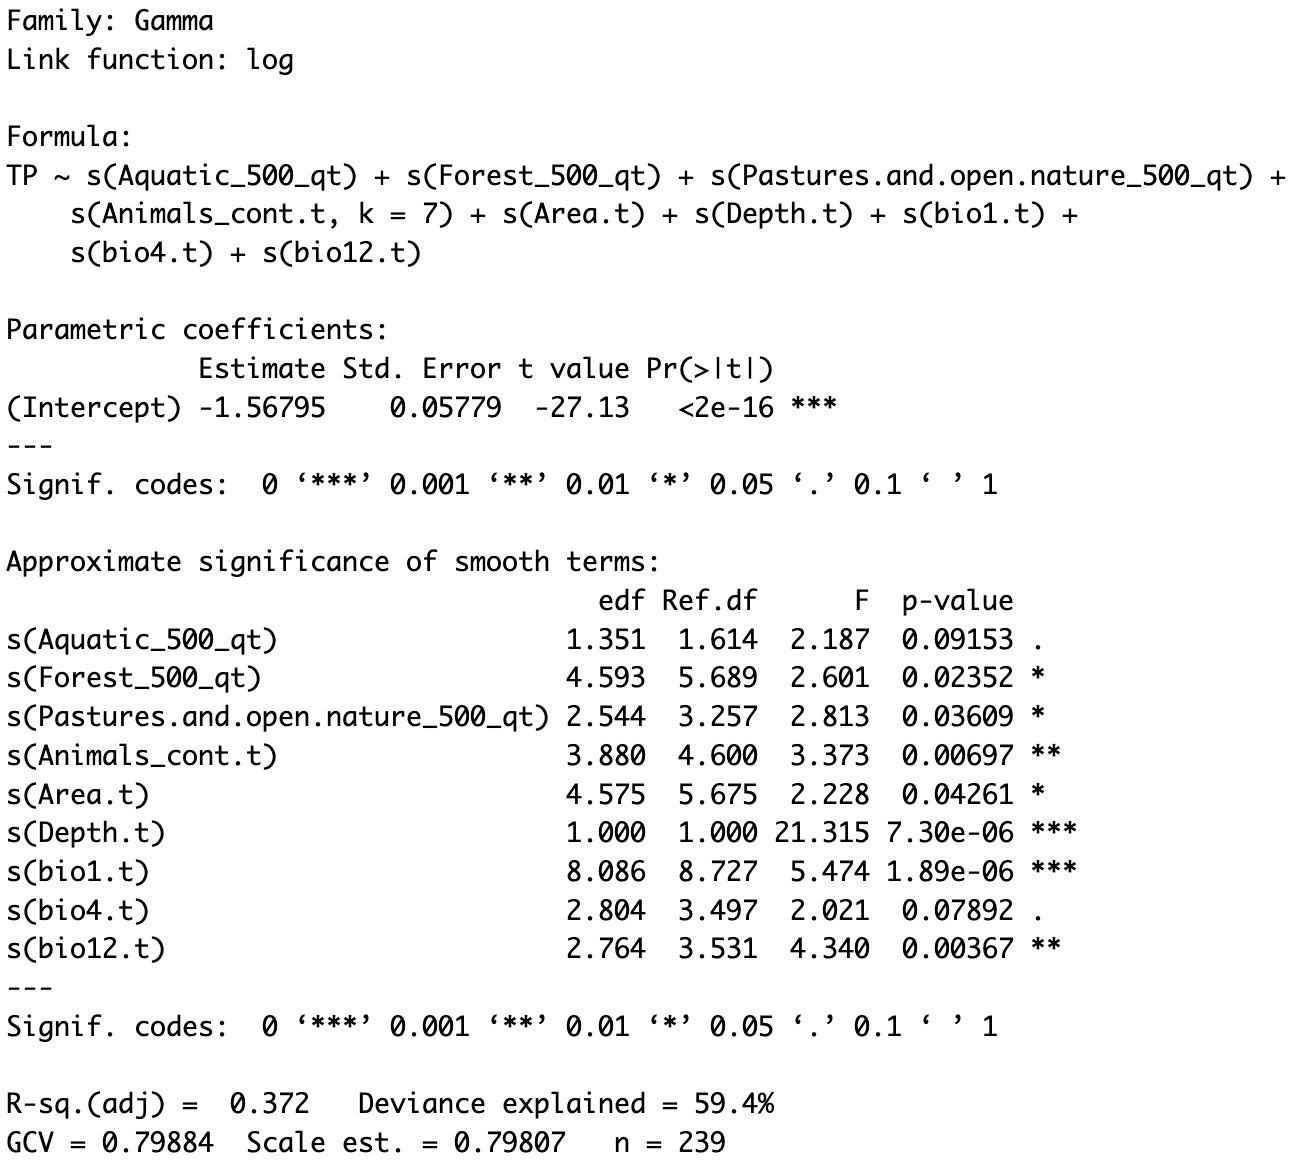 Family: Gamma
Link function: log
Formula:
TP ~ s(Aquatic_500_qt) + s(Forest_500_qt) + s(Pastures.and.open.nature_500_qt) +
s(Animals_cont.t, k = 7) + s(Area.t) + s(Depth.t) + s(bio1.t) +
s(bio4.t) + s(bio12.t)
Parametric coefficients:
Estimate Std. Error t value Pr(>|t|)
(Intercept) -1.56795 0.05779 -27.13 <2e-16 ***
---
Signif. codes: 0 ‘***’ 0.001 ‘**’ 0.01 ‘*’ 0.05 ‘.’ 0.1 ‘ ’ 1
Approximate significance of smooth terms:
edf Ref.df F p-value
s(Aquatic_500_qt) 1.351 1.614 2.187 0.09153 .
s(Forest_500_qt) 4.593 5.689 2.601 0.02352 *
s(Pastures.and.open.nature_500_qt) 2.544 3.257 2.813 0.03609 *
s(Animals_cont.t) 3.880 4.600 3.373 0.00697 **
s(Area.t) 4.575 5.675 2.228 0.04261 *
s(Depth.t) 1.000 1.000 21.315 7.30e-06 ***
s(bio1.t) 8.086 8.727 5.474 1.89e-06 ***
s(bio4.t) 2.804 3.497 2.021 0.07892 .
s(bio12.t) 2.764 3.531 4.340 0.00367 **
---
Signif. codes: 0 ‘***’ 0.001 ‘**’ 0.01 ‘*’ 0.05 ‘.’ 0.1 ‘ ’ 1
R-sq.(adj) = 0.372 Deviance explained = 59.4%
GCV = 0.79884 Scale est. = 0.79807 n = 239